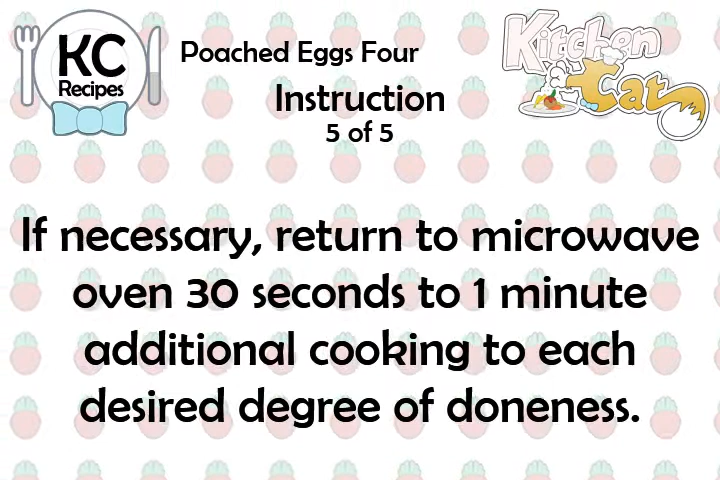 KC
Recipes
Poached Eggs Four
Kitchen
Cat
Instruction
5 of 5
If necessary, return to microwave
oven 30 seconds to 1 minute
additional cooking to each
desired degree of doneness.